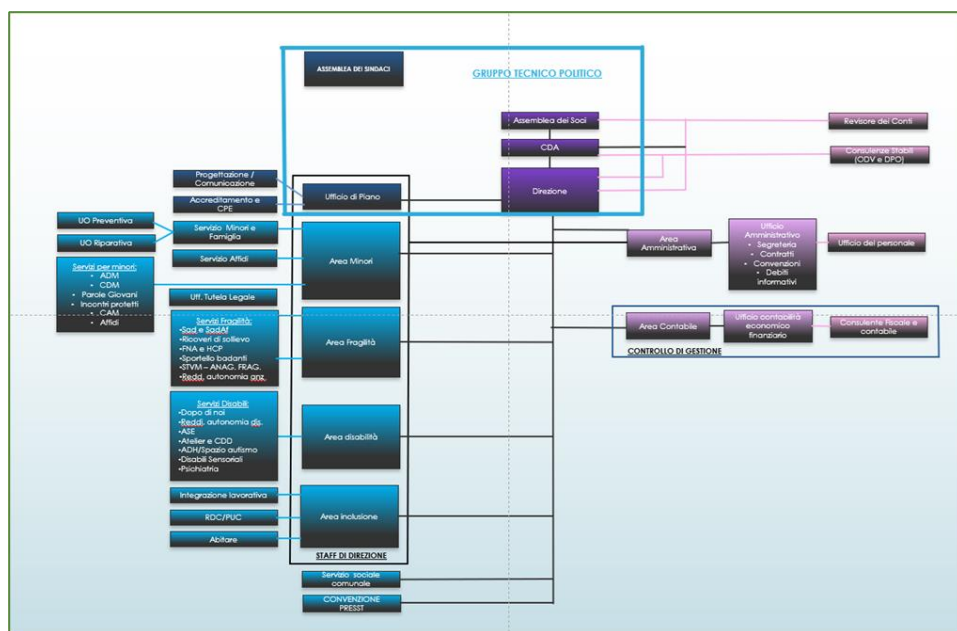 ASSEMBLEA DEI SINDACI
GRUPPO TECNICO POLITICO
Assemblea dei Soci
CDA
Direzione
Revisore dei Conti
Consulenze Stabili
(ODV e DPO)
Progettazione /
Comunicazione
Accreditamento e
CPE
Ufficio di Piano
UO Preventiva
UO Riparativa
Servizio Minori e
Famiglia
Servizio Affidi
Servizi per minori:
• ADM
• CDM
• Parole Giovani
• Incontri protetti
• CAM
• Affidi
Uff. Tutela Legale
Area Minori
Area
Amministrativa
Ufficio
Amministrativo
• Segreteria
• Contratti
• Convenzioni
• Debiti
informativi
Ufficio del personale
Servizi Fragilità:
•Sad e SadAf
•Ricoveri di sollievo
•FNA e HCP
•Sportello badanti
•STVM – ANAG. FRAG.
•Redd. autonomia anz.
Area Fragilità
Area Contabile
Ufficio contabilità
economico
finanziario
Consulente Fiscale e
contabile
CONTROLLO DI GESTIONE
Servizi Disabili:
•Dopo di noi
•Reddi. autonomia dis.
•ASE
•Atelier e CDD
•ADH/Spazio autismo
•Disabili Sensoriali
•Psichiatria
Area disabilità
Integrazione lavorativa
RDC/PUC
Abitare
Area inclusione
STAFF DI DIREZIONE
Servizio sociale
comunale
CONVENZIONE
PRESST